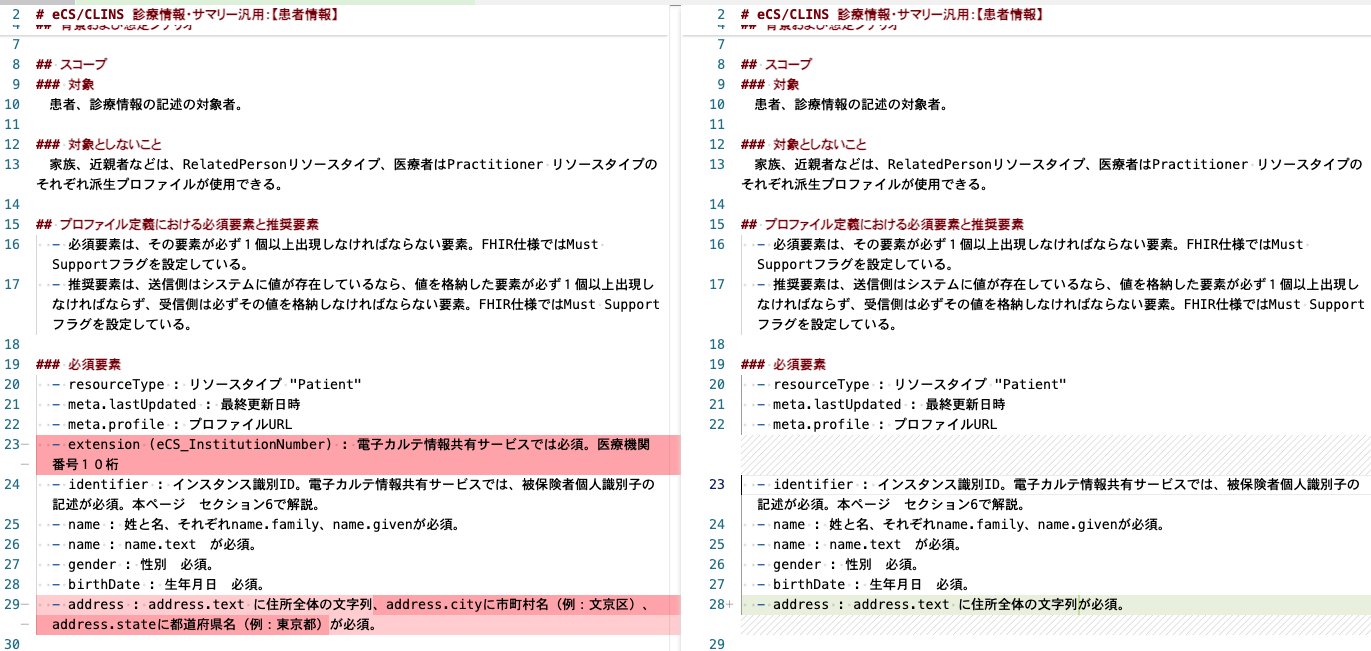 2 # eCS/CLINS 診療情報・サマリー汎用:【患者情報】
4 ## 背景および想定シナリオ
7
8 ## スコープ
9 ### 対象
10 患者、診療情報の記述の対象者。
11
12 ### 対象としないこと
13 家族、近親者などは、RelatedPersonリソースタイプ、医療者はPractitioner リソースタイプの
それぞれ派生プロファイルが使用できる。
14
15 ## プロファイル定義における必須要素と推奨要素
16 - 必須要素は、その要素が必ず1個以上出現しなければならない要素。FHIR仕様ではMust
Supportフラグを設定している。
17 - 推奨要素は、送信側はシステムに値が存在しているなら、値を格納した要素が必ず1個以上出現し
なければならず、受信側は必ずその値を格納しなければならない要素。FHIR仕様ではMust Support
フラグを設定している。
18
19 ### 必須要素
20 - resourceType : リソースタイプ "Patient"
21 - meta.lastUpdated : 最終更新日時
22 - meta.profile : プロファイルURL
23- - extension (eCS_InstitutionNumber) : 電子カルテ情報共有サービスでは必須。医療機関
番号10桁
24 - identifier : インスタンス識別ID。電子カルテ情報共有サービスでは、被保険者個人識別子の
記述が必須。本ページ　セクション6で解説。
25 - name : 姓と名、それぞれname.family、name.givenが必須。
26 - name : name.text　が必須。
27 - gender : 性別　必須。
28 - birthDate : 生年月日　必須。
29- - address : address.text に住所全体の文字列、address.cityに市町村名(例:文京区)、
address.stateに都道府県名(例:東京都)が必須。
30
2 # eCS/CLINS 診療情報・サマリー汎用:【患者情報】
4 ## 背景および想定シナリオ
7
8 ## スコープ
9 ### 対象
10 患者、診療情報の記述の対象者。
11
12 ### 対象としないこと
13 家族、近親者などは、RelatedPersonリソースタイプ、医療者はPractitioner リソースタイプの
それぞれ派生プロファイルが使用できる。
14
15 ## プロファイル定義における必須要素と推奨要素
16 - 必須要素は、その要素が必ず1個以上出現しなければならない要素。FHIR仕様ではMust
Supportフラグを設定している。
17 - 推奨要素は、送信側はシステムに値が存在しているなら、値を格納した要素が必ず1個以上出現し
なければならず、受信側は必ずその値を格納しなければならない要素。FHIR仕様ではMust Support
フラグを設定している。
18
19 ### 必須要素
20 - resourceType : リソースタイプ "Patient"
21 - meta.lastUpdated : 最終更新日時
22 - meta.profile : プロファイルURL
23 - identifier : インスタンス識別ID。電子カルテ情報共有サービスでは、被保険者個人識別子の
記述が必須。本ページ　セクション6で解説。
24 - name : 姓と名、それぞれname.family、name.givenが必須。
25 - name : name.text　が必須。
26 - gender : 性別　必須。
27 - birthDate : 生年月日　必須。
28+ - address : address.text に住所全体の文字列が必須。
29